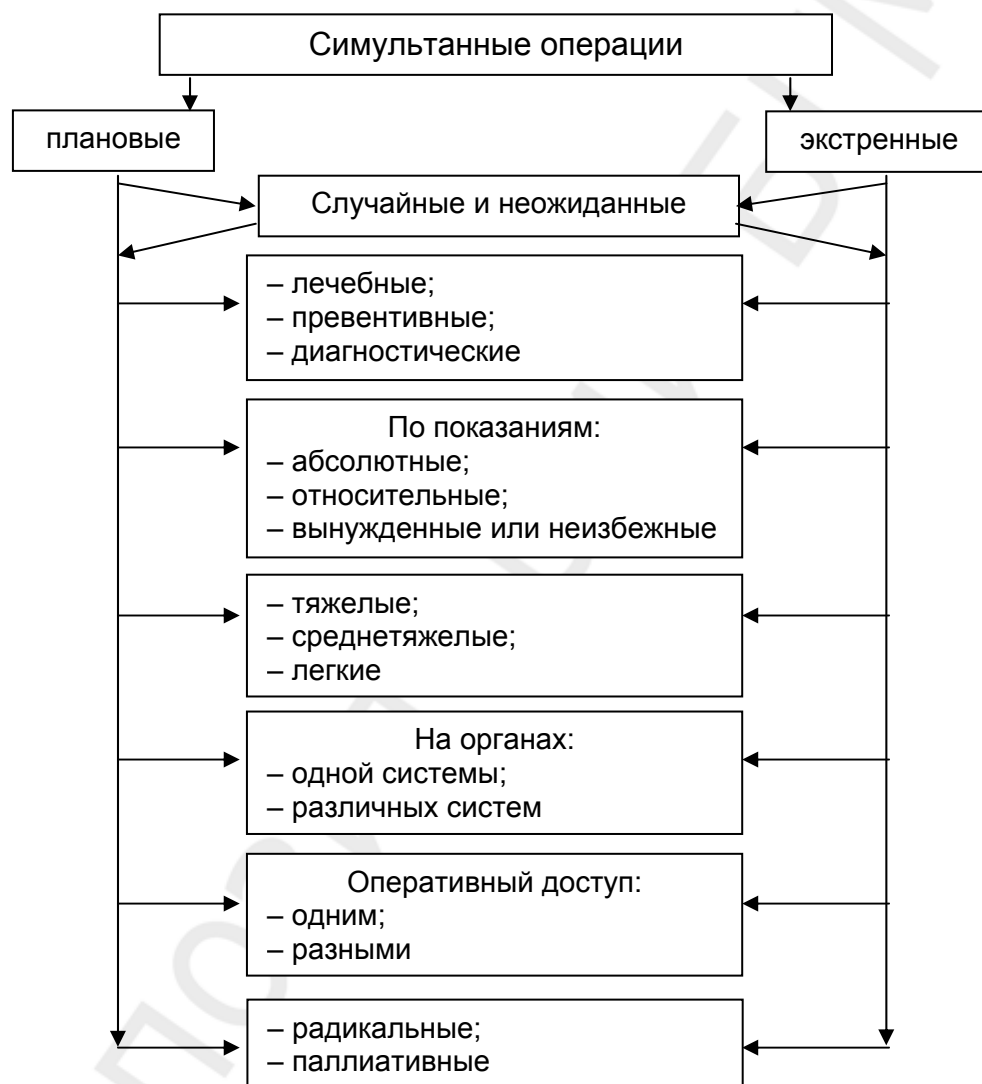 Симультанные операции
плановые
экстренные
Случайные и неожиданные
– лечебные;
– превентивные;
– диагностические
По показаниям:
– абсолютные;
– относительные;
– вынужденные или неизбежные
– тяжелые;
– среднетяжелые;
– легкие
На органах:
– одной системы;
– различных систем
Оперативный доступ:
– одним;
– разными
– радикальные;
– паллиативные